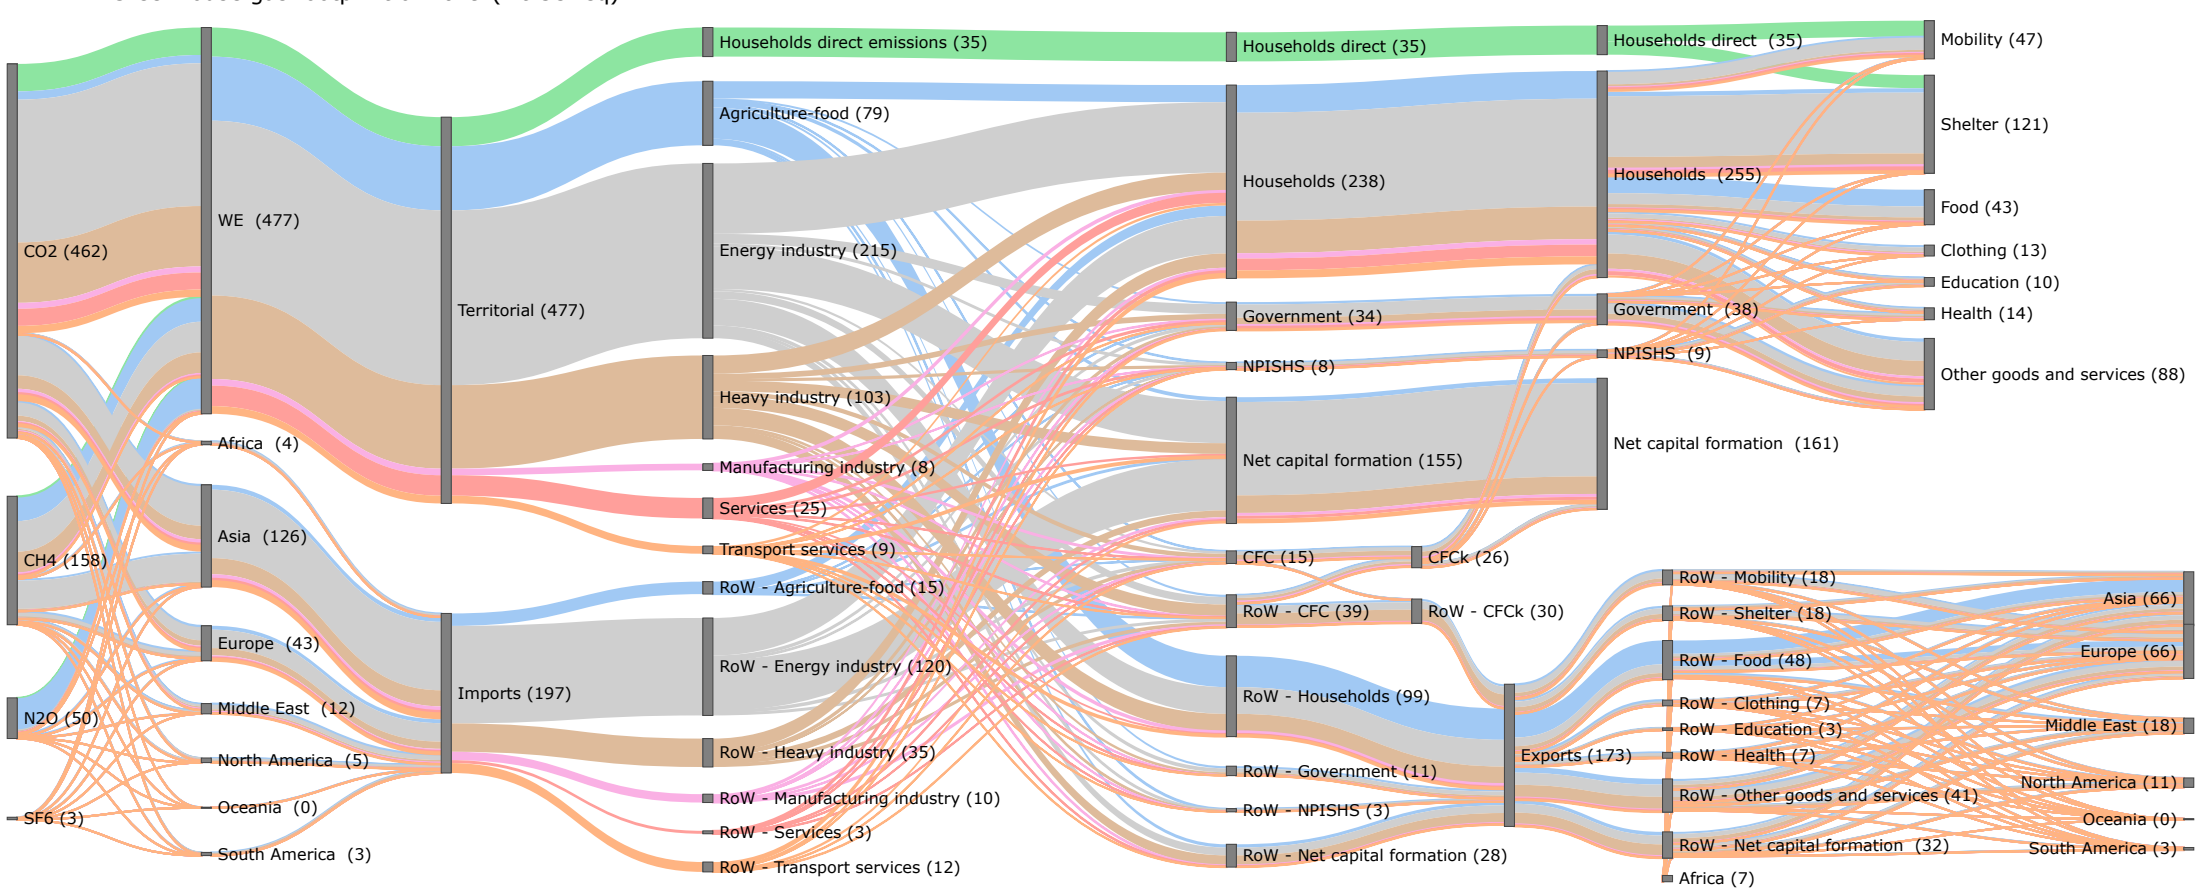 CO2 (462)
CH4 (158)
N2O (50)
SF6 (3)
WE (477)
Africa (4)
Asia (126)
Europe (43)
Middle East (12)
North America (5)
Oceania (0)
South America (3)
Territorial (477)
Imports (197)
Households direct emissions (35)
Agriculture-food (79)
Energy industry (215)
Heavy industry (103)
Manufacturing industry (8)
Services (25)
Transport services (9)
RoW - Agriculture-food (15)
RoW - Energy industry (120)
RoW - Heavy industry (35)
RoW - Manufacturing industry (10)
RoW - Services (3)
RoW - Transport services (12)
Households direct (35)
Households (238)
Government (34)
NPISHS (8)
Net capital formation (155)
CFC (15)
RoW - CFC (39)
RoW - Households (99)
RoW - Government (11)
RoW - NPISHS (3)
RoW - Net capital formation (28)
CFCk (26)
RoW - CFCk (30)
Exports (173)
Households direct (35)
Households (255)
Government (38)
NPISHS (9)
Net capital formation (161)
RoW - Mobility (18)
RoW - Shelter (18)
RoW - Food (48)
RoW - Clothing (7)
RoW - Education (3)
RoW - Health (7)
RoW - Other goods and services (41)
RoW - Net capital formation (32)
Africa (7)
Mobility (47)
Shelter (121)
Food (43)
Clothing (13)
Education (10)
Health (14)
Other goods and services (88)
Asia (66)
Europe (66)
Middle East (18)
North America (11)
Oceania (0)
South America (3)